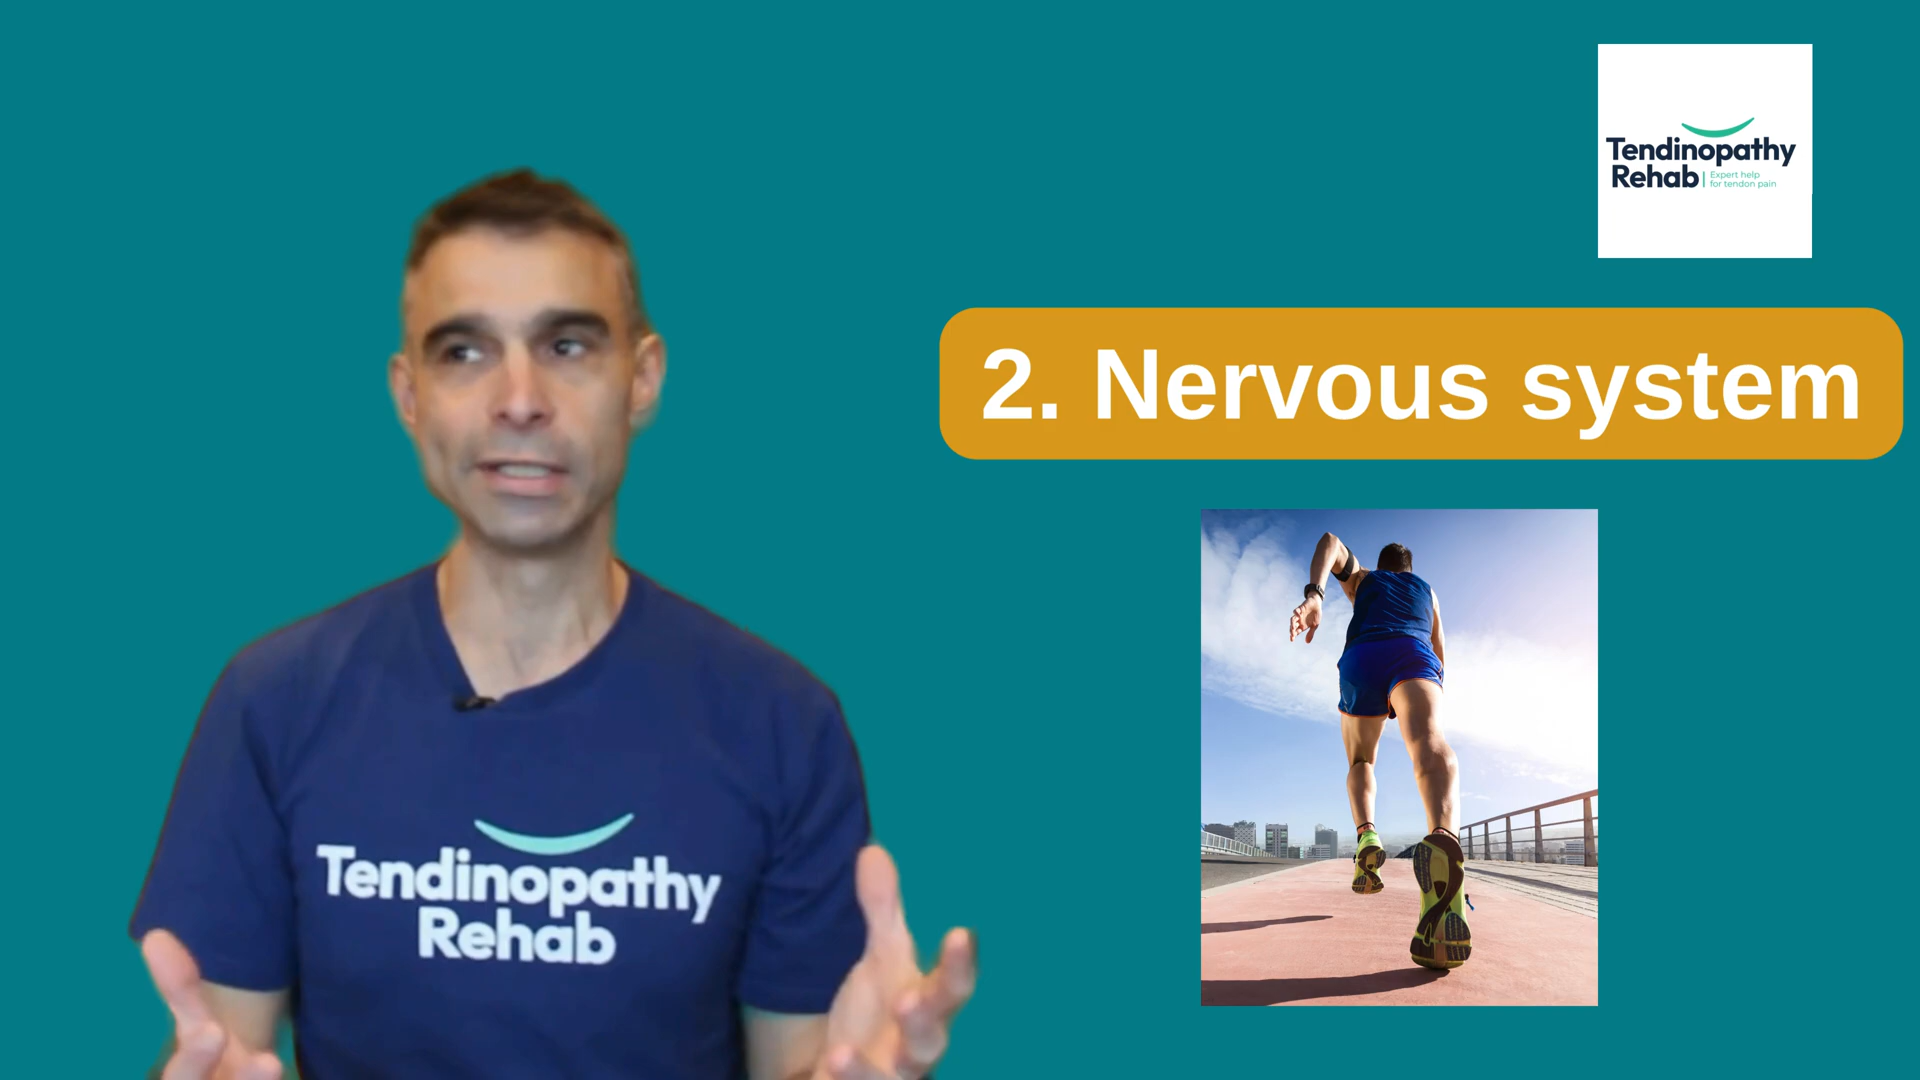 Tendinopathy
Rehab | Expert help
for tendon pain
2. Nervous system
Tendinopathy
Rehab